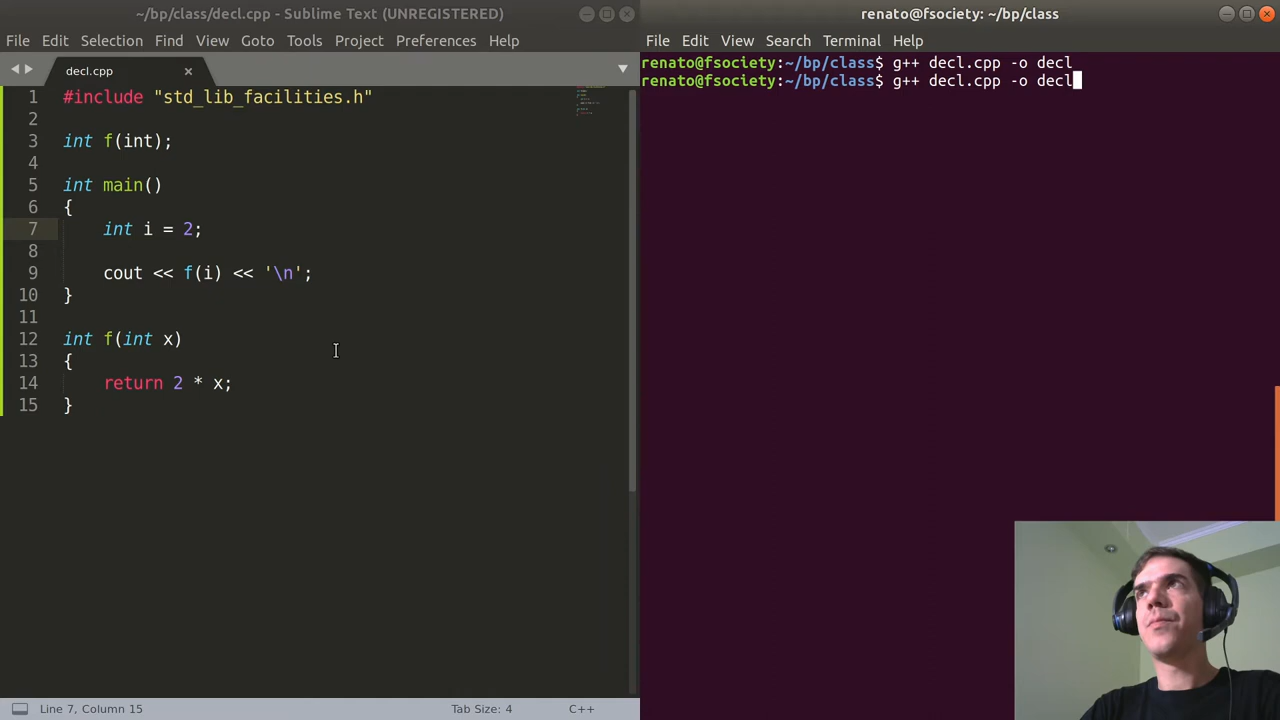 ~/bp/class/decl.cpp - Sublime Text (UNREGISTERED)
File Edit Selection Find View Goto Tools Project Preferences Help
decl.cpp
1 #include "std_lib_facilities.h"
2
3 int f(int);
4
5 int main()
6 {
7 int i = 2;
8
9 cout << f(i) << '\n';
10 }
11
12 int f(int x)
13 {
14 return 2 * x;
15 }
Line 7, Column 15 Tab Size: 4 C++
renato@fsociety: ~/bp/class
File Edit View Search Terminal Help
renato@fsociety:~/bp/class$ g++ decl.cpp -o decl
renato@fsociety:~/bp/class$ g++ decl.cpp -o decl